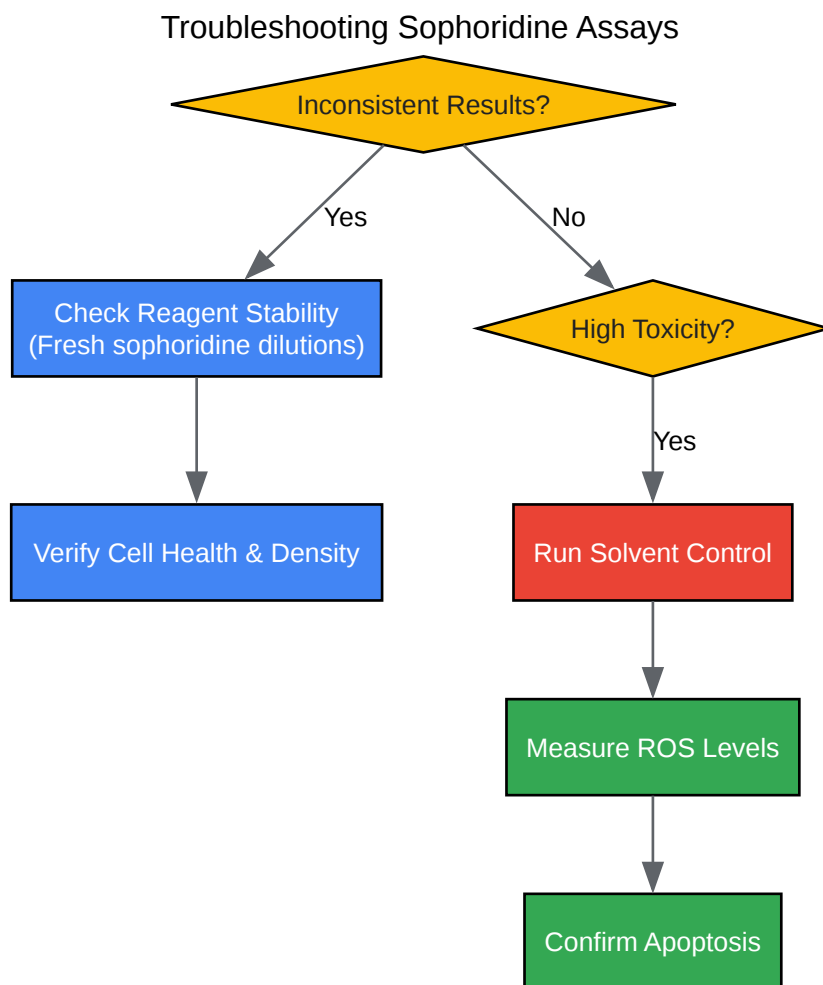 Troubleshooting Sophoridine Assays
Inconsistent Results?
Yes
No
Check Reagent Stability
(Fresh sophoridine dilutions)
High Toxicity?
Yes
Verify Cell Health & Density
Run Solvent Control
Measure ROS Levels
Confirm Apoptosis